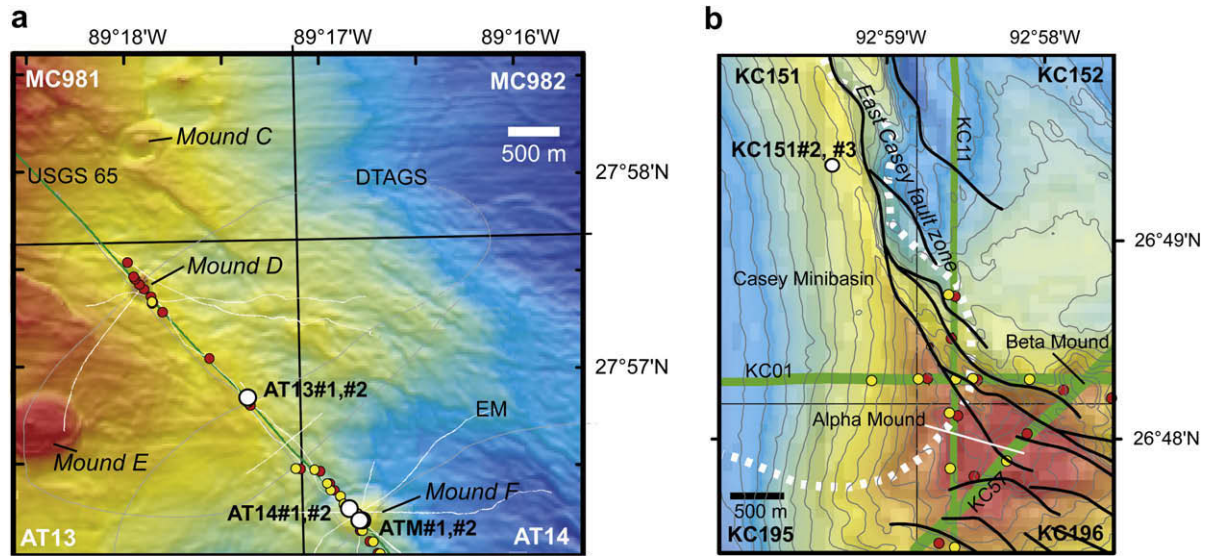 a
89°18'W
89°17'W
89°16'W
MC981
MC982
Mound C
500 m
USGS 65
DTAGS
27°58'N
Mound D
27°57'N
AT13#1,#2
EM
Mound E
Mound F
AT14#1,#2
ATM#1,#2
AT13
AT14
b
92°59'W
92°58'W
KC151
KC152
East Casey fault zone
KC11
KC151#2, #3
26°49'N
Casey Minibasin
Beta Mound
KC01
Alpha Mound
26°48'N
KC57
500 m
KC195
KC196